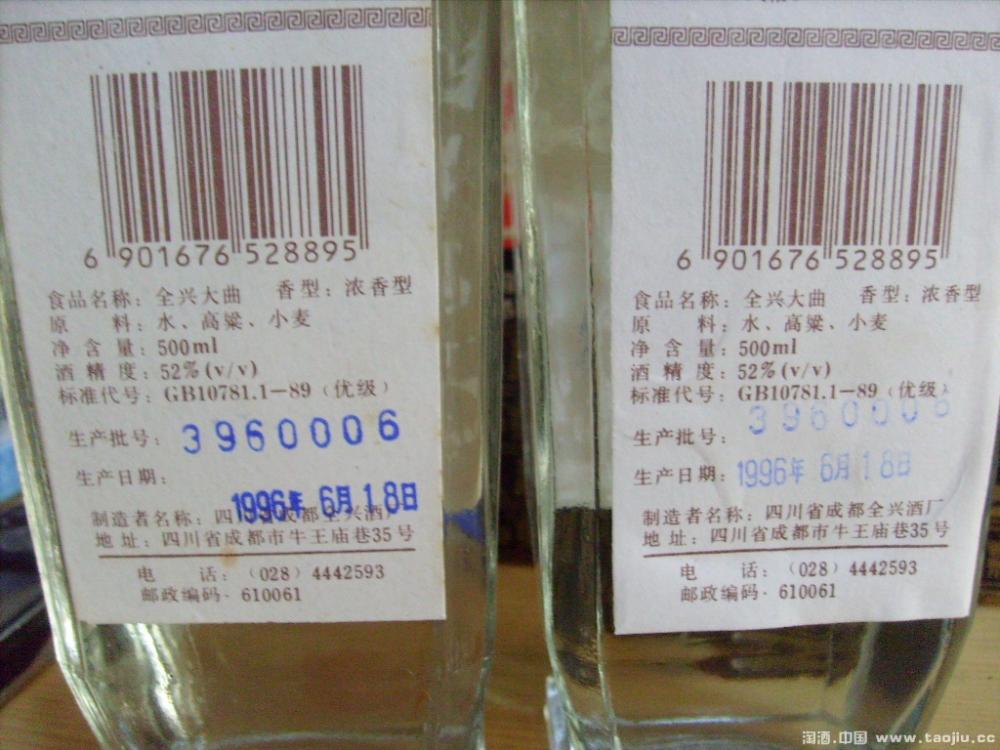 6 901676 528895
食品名称：全兴大曲 香型：浓香型
原 料：水、高粱、小麦
净含量：500ml
酒精度：52%(v/v)
标准代号：GB10781.1—89（优级）
生产批号：3960006
生产日期：
1996年 6月18日
制造者名称：四川省成都全兴酒厂
地址：四川省成都市牛王庙巷35号
电 话：（028）4442593
邮政编码·610061
6 901676 528895
食品名称：全兴大曲 香型：浓香型
原 料：水、高粱、小麦
净含量：500ml
酒精度：52%(v/v)
标准代号：GB10781.1—89（优级）
3960006
生产批号：
生产日期：1996年 6月18日
制造者名称：四川省成都全兴酒厂
地址：四川省成都市牛王庙巷35号
电 话：（028）4442593
邮政编码·610061
淘酒.中国 www.taojiu.cc